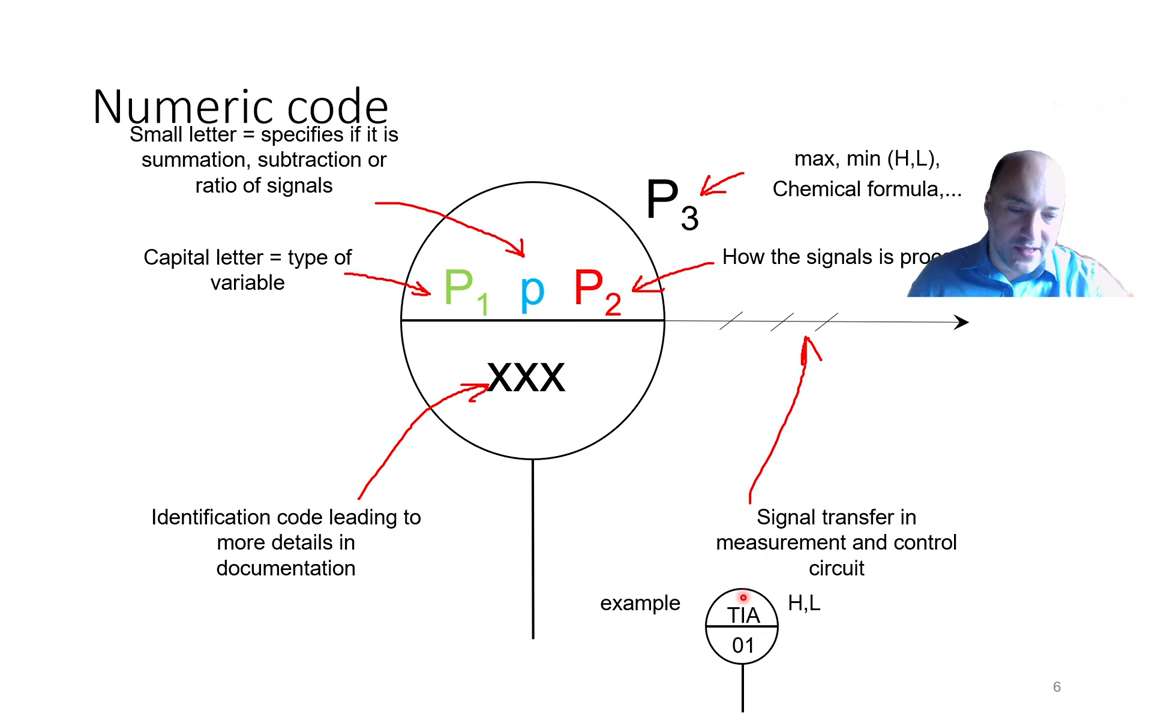 Numeric code
Small letter = specifies if it is
summation, subtraction or
ratio of signals
max, min (H,L),
Chemical formula,...
P3
Capital letter = type of
variable
How the signals is
P1 p P2
xxx
Identification code leading to
more details in
documentation
Signal transfer in
measurement and control
circuit
example
TIA
H,L
01
6